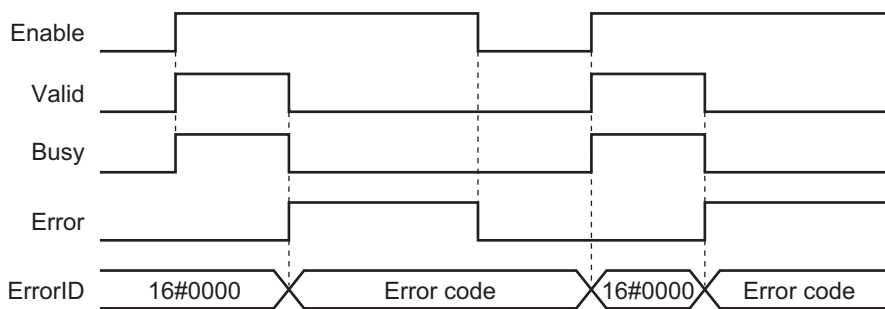 Enable
Valid
Busy
Error
ErrorID 16#0000 Error code 16#0000 Error code